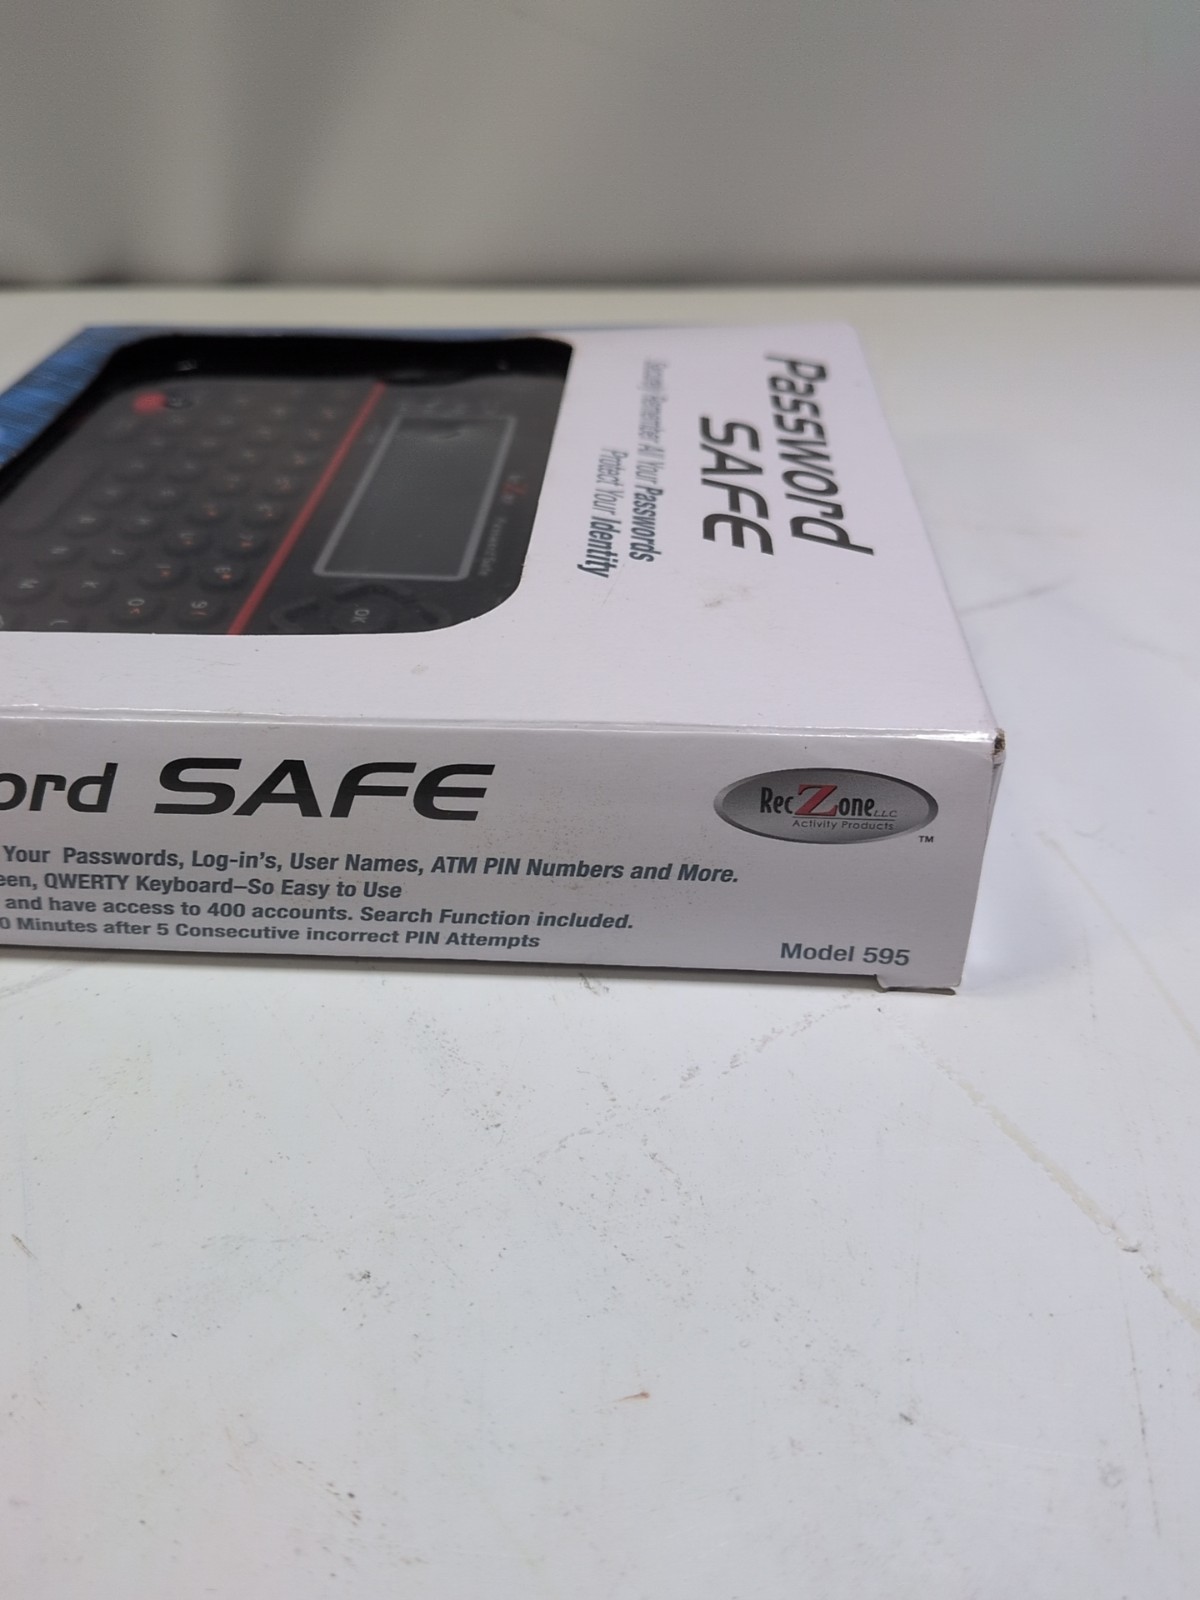 Password
SAFE
Securely Remember All Your Passwords
Protect Your Identity
OK
ord SAFE
Rec Zone LLC
Activity Products
TM
Your Passwords, Log-in's, User Names, ATM PIN Numbers and More.
een, QWERTY Keyboard–So Easy to Use
and have access to 400 accounts. Search Function included.
0 Minutes after 5 Consecutive incorrect PIN Attempts
Model 595